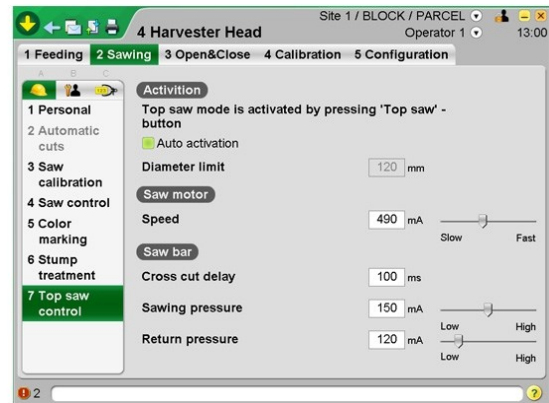 Site 1 / BLOCK / PARCEL
4 Harvester Head
Operator 1
13:00
1 Feeding
2 Sawing
3 Open&Close
4 Calibration
5 Configuration
A
B
C
1 Personal
2 Automatic
cuts
3 Saw
calibration
4 Saw control
5 Color
marking
6 Stump
treatment
7 Top saw
control
Activition
Top saw mode is activated by pressing 'Top saw' -
button
Auto activation
Diameter limit 120 mm
Saw motor
Speed 490 mA
Slow Fast
Saw bar
Cross cut delay 100 ms
Sawing pressure 150 mA
Low High
Return pressure 120 mA
Low High
2
?